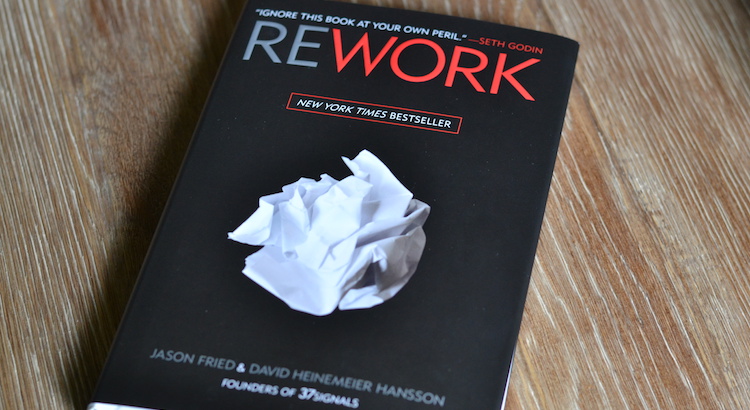 "IGNORE THIS BOOK AT YOUR OWN PERIL." —SETH GODIN
REWORK
NEW YORK TIMES BESTSELLER
JASON FRIED & DAVID HEINEMEIER HANSSON
FOUNDERS OF 37SIGNALS